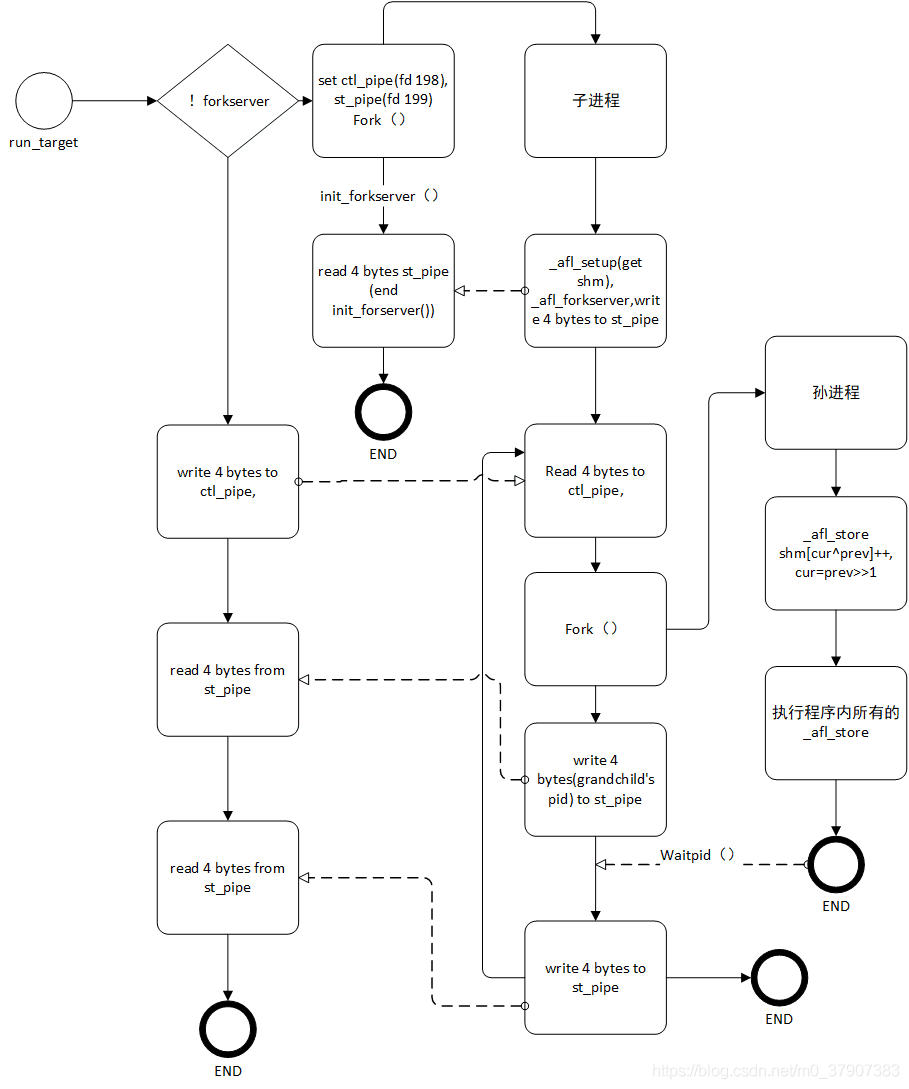 run_target
！forkserver
set ctl_pipe(fd 198),
st_pipe(fd 199)
Fork（）
子进程
init_forkserver（）
read 4 bytes st_pipe
(end
init_forserver())
END
_afl_setup(get
shm),
_afl_forkserver,writ
e 4 bytes to st_pipe
孙进程
write 4 bytes to
ctl_pipe,
Read 4 bytes to
ctl_pipe,
_afl_store
shm[cur^prev]++,
cur=prev>>1
Fork（）
read 4 bytes from
st_pipe
执行程序内所有的
_afl_store
write 4
bytes(grandchild's
pid) to st_pipe
read 4 bytes from
st_pipe
Waitpid（）
END
write 4 bytes to
st_pipe
END
END
https://blog.csdn.net/m0_37907383